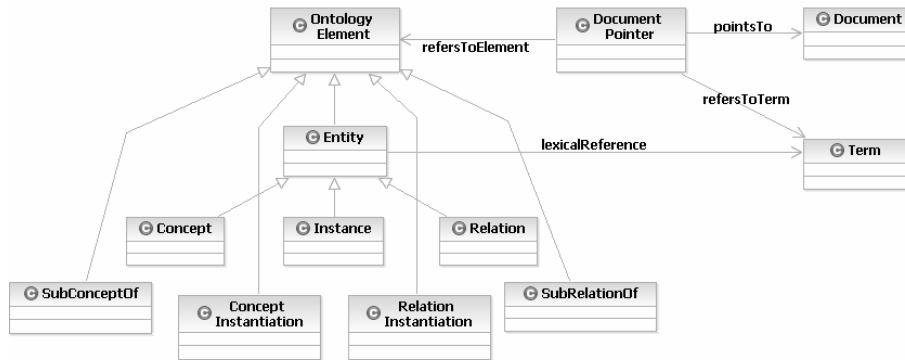 Ontology
Element
refersToElement
Document
Pointer
pointsTo
Document
refersToTerm
Entity
lexicalReference
Term
Concept
Instance
Relation
SubConceptOf
Concept
Instantiation
Relation
Instantiation
SubRelationOf